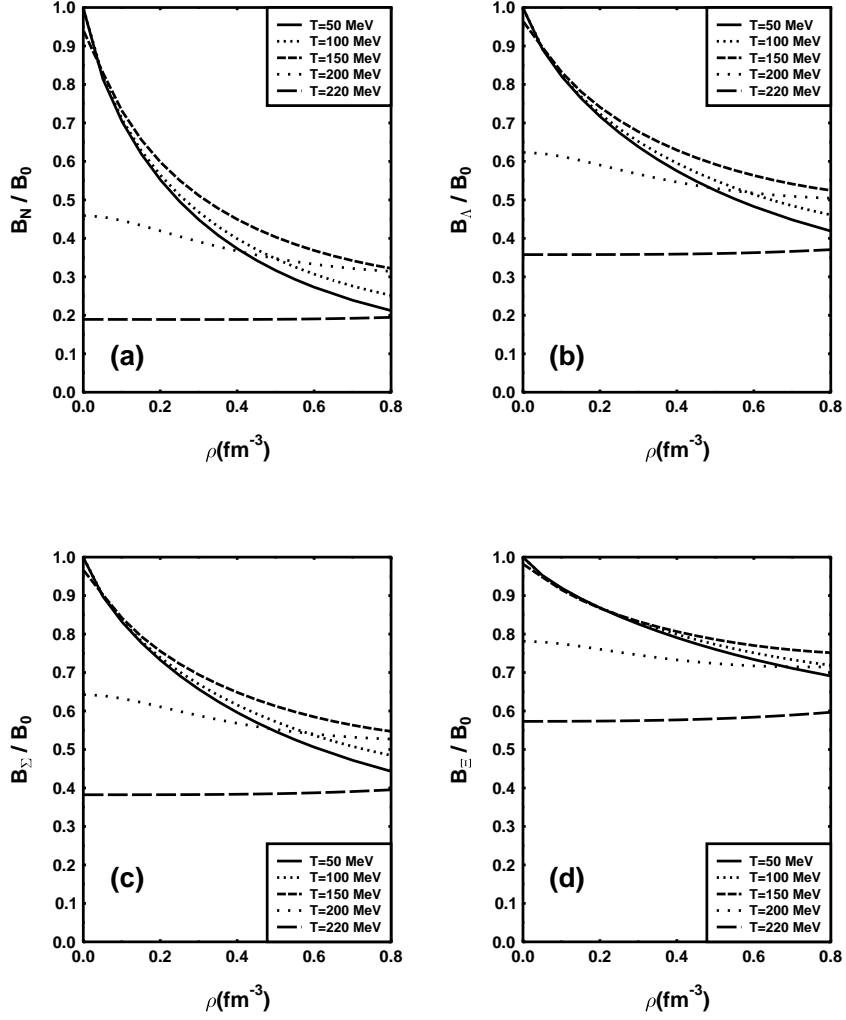 1.0
0.9
0.8
0.7
0.6
0.5
0.4
0.3
0.2
0.1
0.0
B_N / B_0
T=50 MeV
T=100 MeV
T=150 MeV
T=200 MeV
T=220 MeV
(a)
0.0 0.2 0.4 0.6 0.8
ρ(fm^-3)
1.0
0.9
0.8
0.7
0.6
0.5
0.4
0.3
0.2
0.1
0.0
B_Λ / B_0
T=50 MeV
T=100 MeV
T=150 MeV
T=200 MeV
T=220 MeV
(b)
0.0 0.2 0.4 0.6 0.8
ρ(fm^-3)
1.0
0.9
0.8
0.7
0.6
0.5
0.4
0.3
0.2
0.1
0.0
B_Σ / B_0
(c)
T=50 MeV
T=100 MeV
T=150 MeV
T=200 MeV
T=220 MeV
0.0 0.2 0.4 0.6 0.8
ρ(fm^-3)
1.0
0.9
0.8
0.7
0.6
0.5
0.4
0.3
0.2
0.1
0.0
B_Ξ / B_0
(d)
T=50 MeV
T=100 MeV
T=150 MeV
T=200 MeV
T=220 MeV
0.0 0.2 0.4 0.6 0.8
ρ(fm^-3)